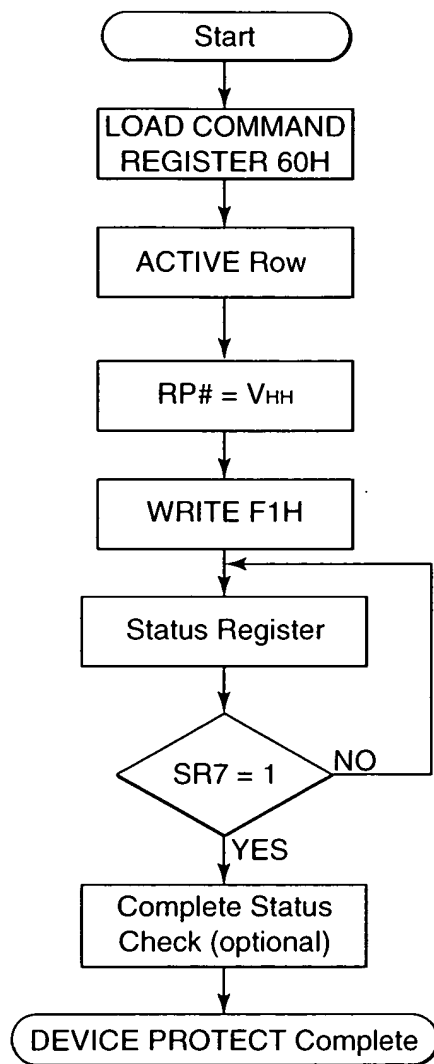 Start
LOAD COMMAND
REGISTER 60H
ACTIVE Row
RP# = VHH
WRITE F1H
Status Register
SR7 = 1
NO
YES
Complete Status
Check (optional)
DEVICE PROTECT Complete